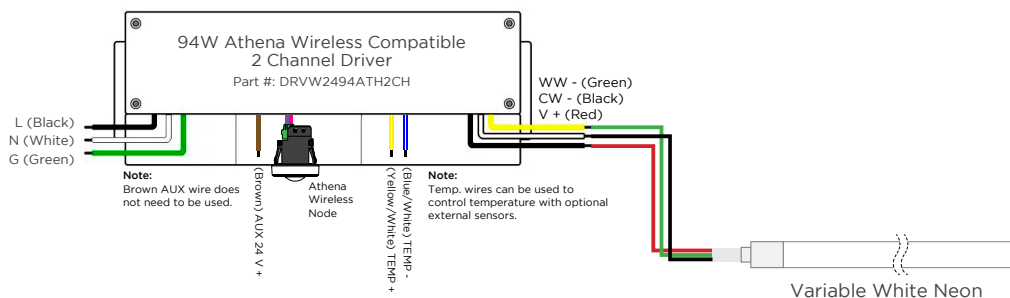 94W Athena Wireless Compatible
2 Channel Driver
Part #: DRVW2494ATH2CH
L (Black)
N (White)
G (Green)
Note:
Brown AUX wire does
not need to be used.
(Brown) AUX 24 V +
Athena
Wireless
Node
(Yellow/White) TEMP +
(Blue/White) TEMP -
Note:
Temp. wires can be used to
control temperature with optional
external sensors.
WW - (Green)
CW - (Black)
V + (Red)
Variable White Neon